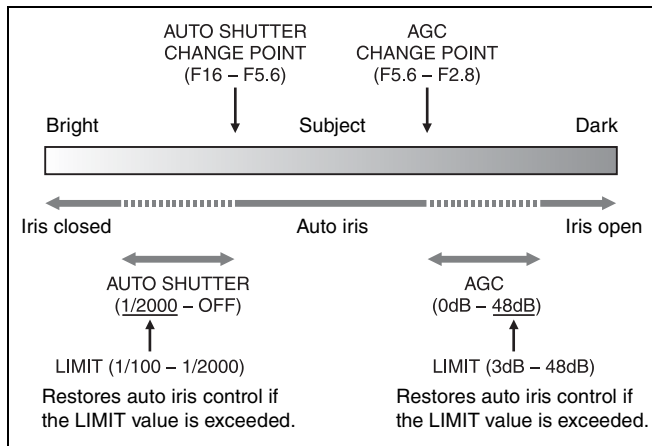 AUTO SHUTTER
CHANGE POINT
(F16 – F5.6)
AGC
CHANGE POINT
(F5.6 – F2.8)
Bright
Subject
Dark
Iris closed
Auto iris
Iris open
AUTO SHUTTER
(1/2000 – OFF)
AGC
(0dB – 48dB)
LIMIT (1/100 – 1/2000)
Restores auto iris control if
the LIMIT value is exceeded.
LIMIT (3dB – 48dB)
Restores auto iris control if
the LIMIT value is exceeded.